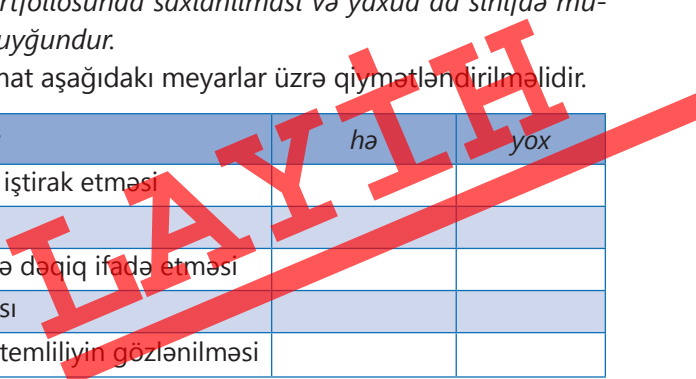 rtfoliosunda saxlanılması və yaxud da sinifdə mü-
uyğundur.
nat aşağıdakı meyarlar üzrə qiymətləndirilməlidir.
hə yox
iştirak etməsi
ə dəqiq ifadə etməsi
sı
temliliyin gözlənilməsi
LAYİH